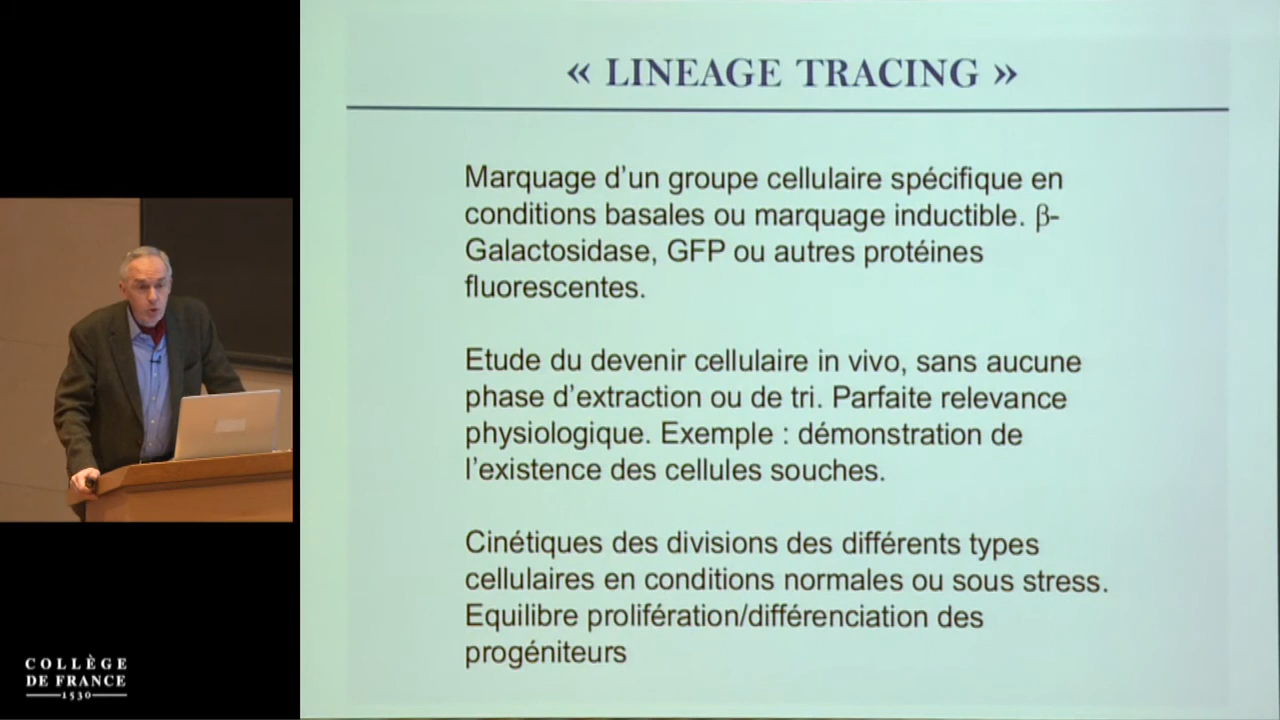 « LINEAGE TRACING »
Marquage d'un groupe cellulaire spécifique en
conditions basales ou marquage inductible. β-
Galactosidase, GFP ou autres protéines
fluorescentes.
Etude du devenir cellulaire in vivo, sans aucune
phase d'extraction ou de tri. Parfaite relevance
physiologique. Exemple : démonstration de
l'existence des cellules souches.
Cinétiques des divisions des différents types
cellulaires en conditions normales ou sous stress.
Equilibre prolifération/différenciation des
progéniteurs
COLLÈGE
DE FRANCE
1530